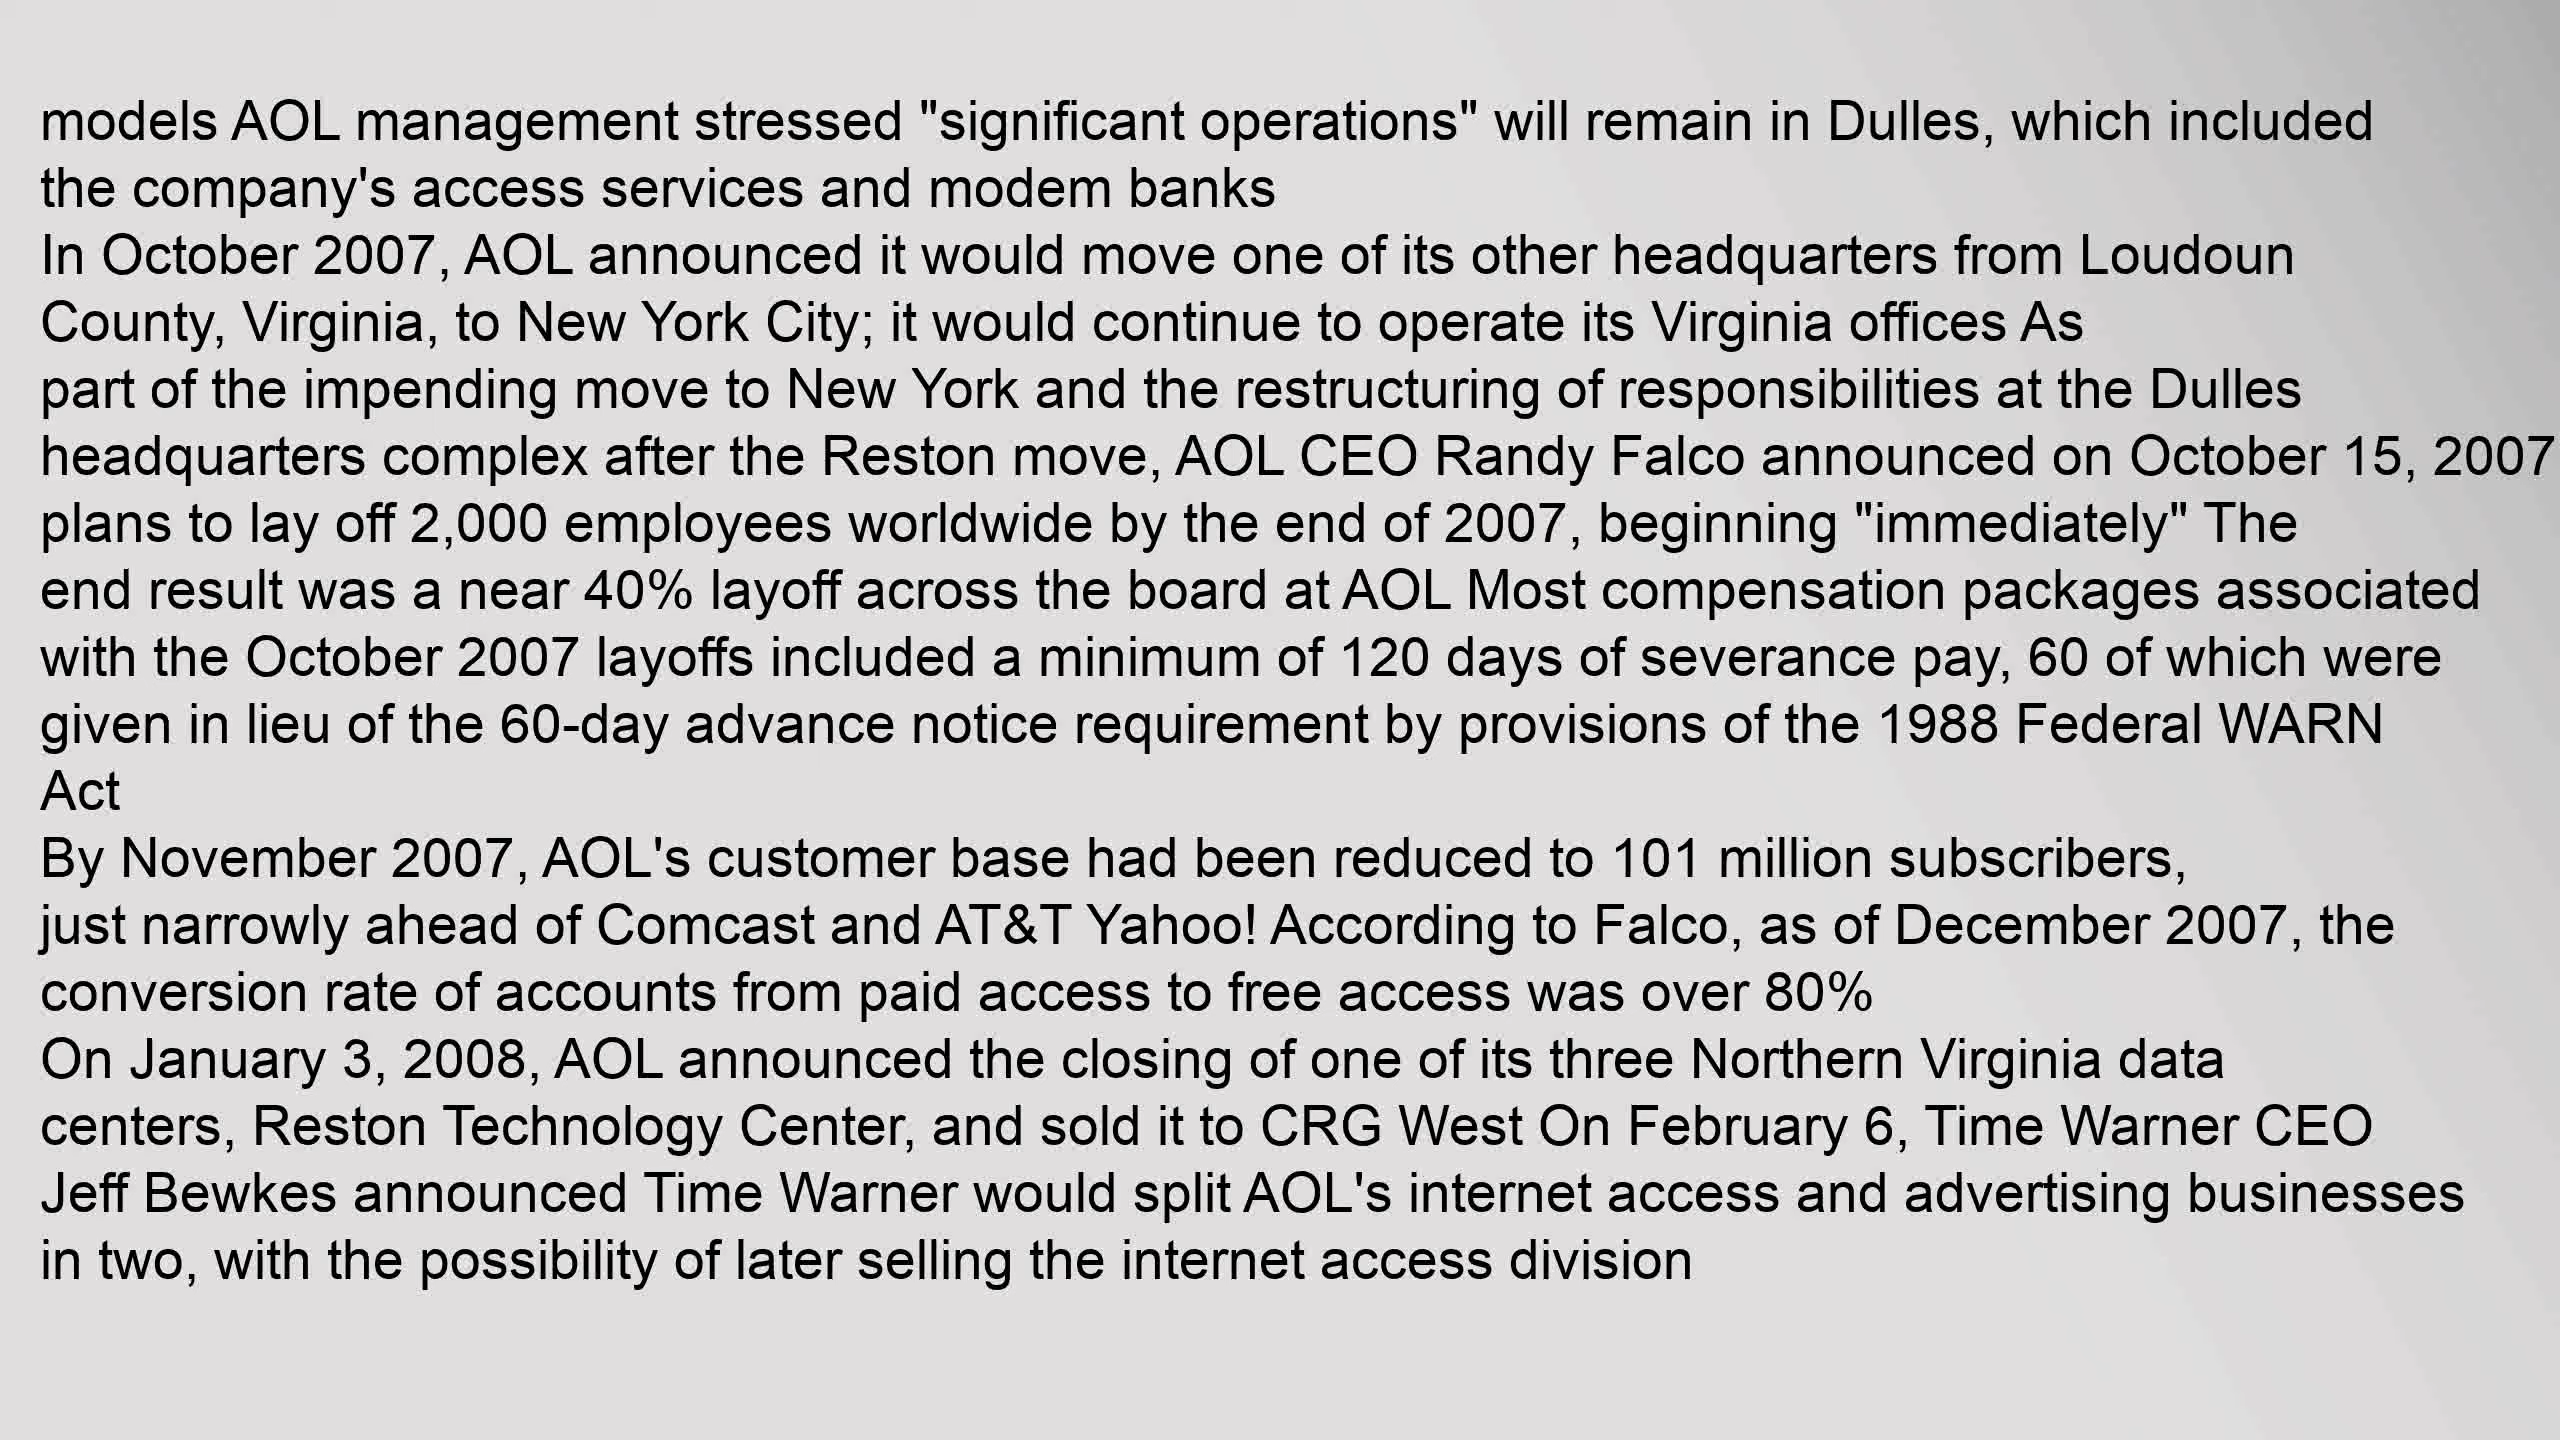 models AOL management stressed "significant operations" will remain in Dulles, which included
the company's access services and modem banks
In October 2007, AOL announced it would move one of its other headquarters from Loudoun
County, Virginia, to New York City; it would continue to operate its Virginia offices As
part of the impending move to New York and the restructuring of responsibilities at the Dulles
headquarters complex after the Reston move, AOL CEO Randy Falco announced on October 15, 2007
plans to lay off 2,000 employees worldwide by the end of 2007, beginning "immediately" The
end result was a near 40% layoff across the board at AOL Most compensation packages associated
with the October 2007 layoffs included a minimum of 120 days of severance pay, 60 of which were
given in lieu of the 60-day advance notice requirement by provisions of the 1988 Federal WARN
Act
By November 2007, AOL's customer base had been reduced to 101 million subscribers,
just narrowly ahead of Comcast and AT&T Yahoo! According to Falco, as of December 2007, the
conversion rate of accounts from paid access to free access was over 80%
On January 3, 2008, AOL announced the closing of one of its three Northern Virginia data
centers, Reston Technology Center, and sold it to CRG West On February 6, Time Warner CEO
Jeff Bewkes announced Time Warner would split AOL's internet access and advertising businesses
in two, with the possibility of later selling the internet access division